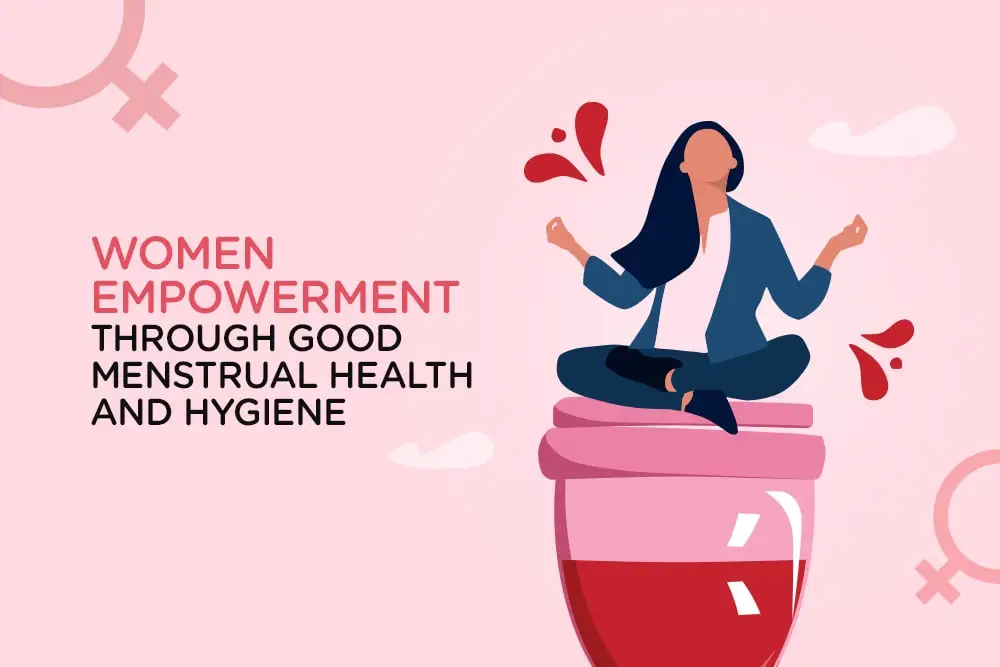 WOMEN
EMPOWERMENT
THROUGH GOOD
MENSTRUAL HEALTH
AND HYGIENE